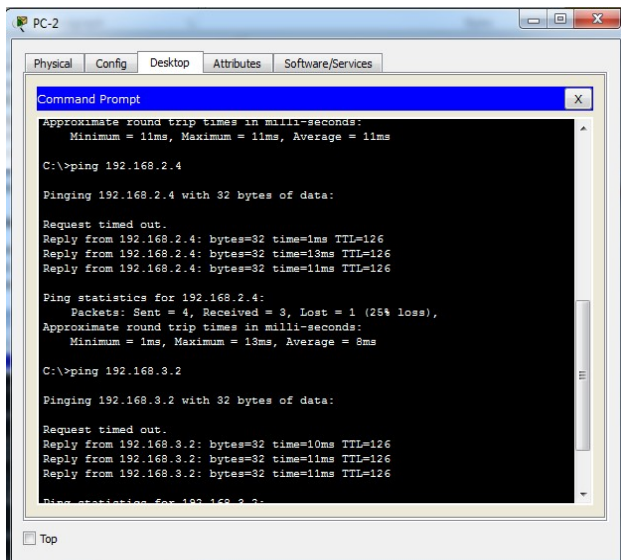 PC-2
Physical Config Desktop Attributes Software/Services
Command Prompt X
Approximate round trip times in milli-seconds:
Minimum = 11ms, Maximum = 11ms, Average = 11ms
C:\>ping 192.168.2.4
Pinging 192.168.2.4 with 32 bytes of data:
Request timed out.
Reply from 192.168.2.4: bytes=32 time=1ms TTL=126
Reply from 192.168.2.4: bytes=32 time=13ms TTL=126
Reply from 192.168.2.4: bytes=32 time=11ms TTL=126
Ping statistics for 192.168.2.4:
Packets: Sent = 4, Received = 3, Lost = 1 (25% loss),
Approximate round trip times in milli-seconds:
Minimum = 1ms, Maximum = 13ms, Average = 8ms
C:\>ping 192.168.3.2
Pinging 192.168.3.2 with 32 bytes of data:
Request timed out.
Reply from 192.168.3.2: bytes=32 time=10ms TTL=126
Reply from 192.168.3.2: bytes=32 time=11ms TTL=126
Reply from 192.168.3.2: bytes=32 time=11ms TTL=126
Ping statistics for 192.168.3.2:
Top